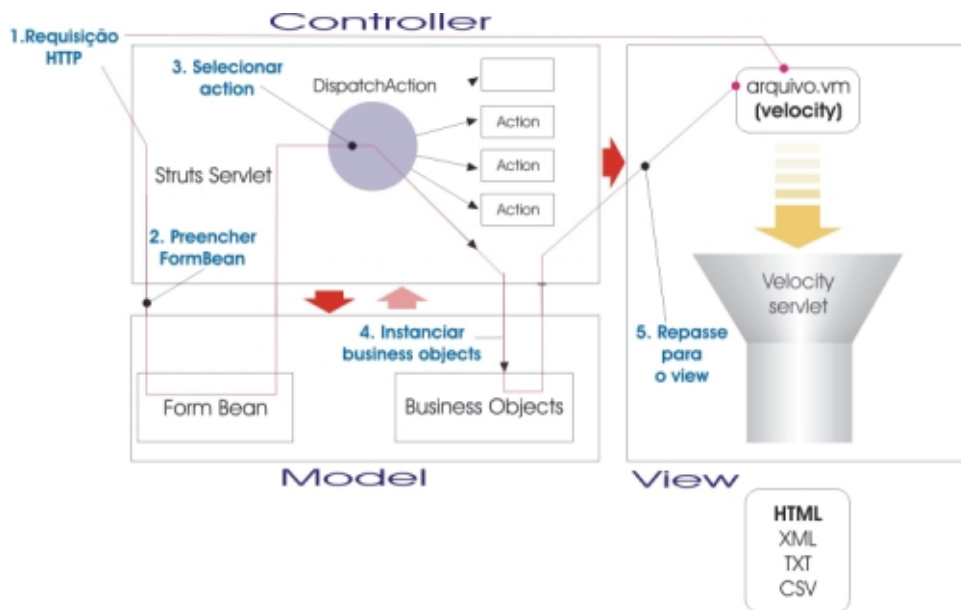 Controller
1.Requisição
HTTP
3. Selecionar
action
DispatchAction
Action
Action
Action
Struts Servlet
2. Preencher
FormBean
arquivo.vm
(velocity)
Velocity
servlet
4. Instanciar
business objects
5. Repasse
para
o view
Form Bean
Business Objects
Model
View
HTML
XML
TXT
CSV